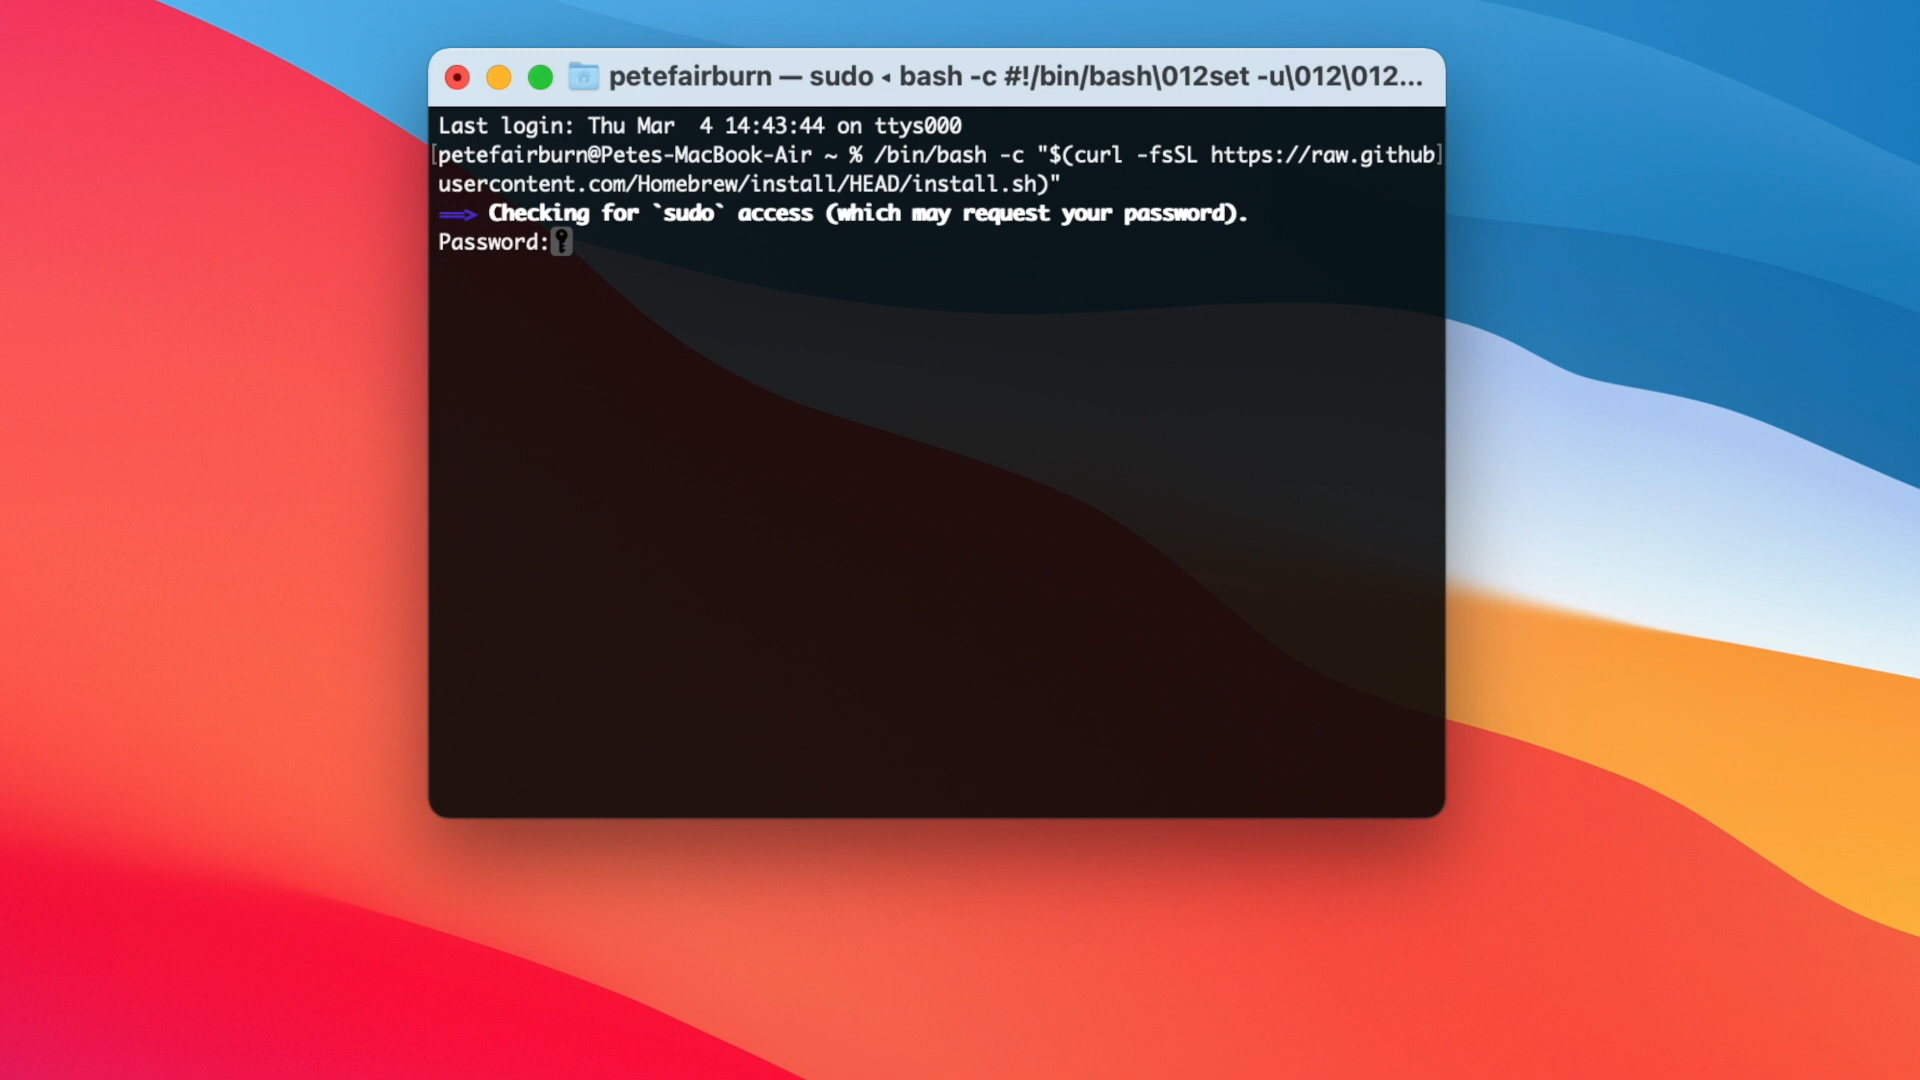 petefairburn — sudo ◂ bash -c #!/bin/bash\012set -u\012\012...
Last login: Thu Mar  4 14:43:44 on ttys000
[petefairburn@Petes-MacBook-Air ~ % /bin/bash -c "$(curl -fsSL https://raw.github]
usercontent.com/Homebrew/install/HEAD/install.sh)"
==> Checking for `sudo` access (which may request your password).
Password: